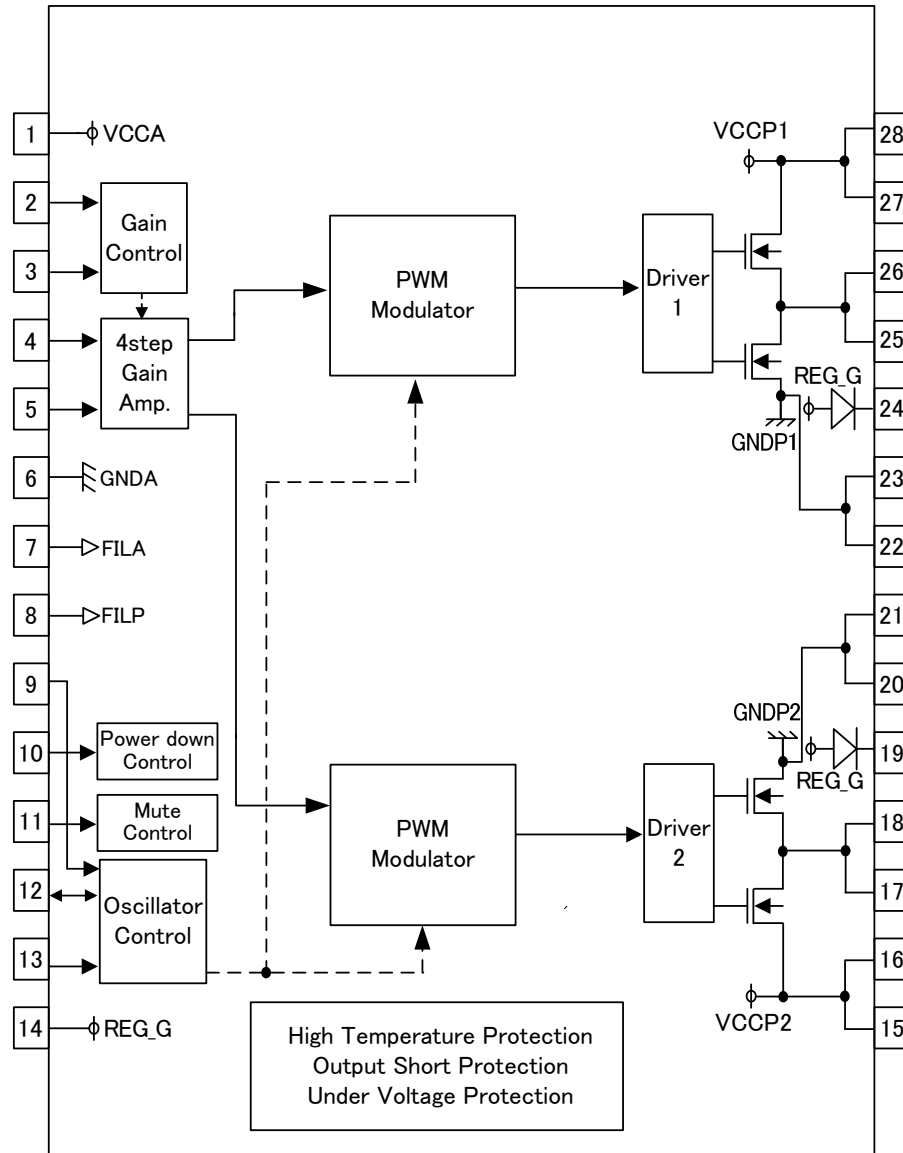 1
VCCA
2
3
Gain
Control
4
5
4step
Gain
Amp.
6
GNDA
7
FILA
8
FILP
9
10
Power down
Control
11
Mute
Control
12
13
Oscillator
Control
14
REG_G
PWM
Modulator
PWM
Modulator
High Temperature Protection
Output Short Protection
Under Voltage Protection
Driver
1
Driver
2
VCCP1
GNDP1
REG_G
GNDP2
REG_G
VCCP2
28
27
26
25
24
23
22
21
20
19
18
17
16
15